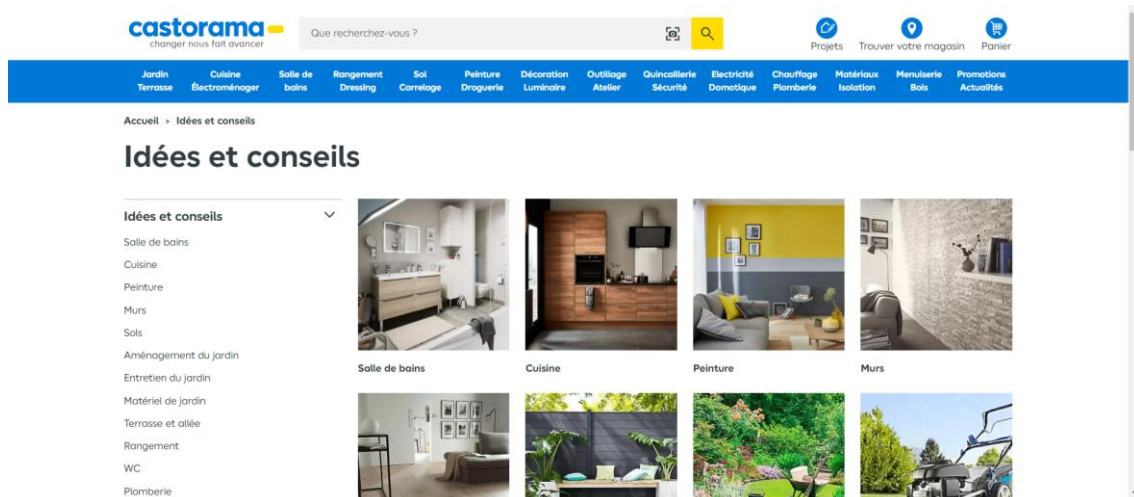 castorama
changer nous fait avancer
Que recherchez-vous ?
Projets
Trouver votre magasin
Panier
Jardin
Terrasse
Cuisine
Électroménager
Salle de
bains
Rangement
Dressing
Sol
Carrelage
Peinture
Droguerie
Décoration
Luminaire
Outillage
Atelier
Quincaillerie
Sécurité
Electricité
Domotique
Chauffage
Plomberie
Matériaux
Isolation
Menuiserie
Bois
Promotions
Actualités
Accueil > Idées et conseils
Idées et conseils
Idées et conseils
Salle de bains
Cuisine
Peinture
Murs
Sols
Aménagement du jardin
Entretien du jardin
Matériel de jardin
Terrasse et allée
Rangement
WC
Plomberie
Salle de bains
Cuisine
Peinture
Murs